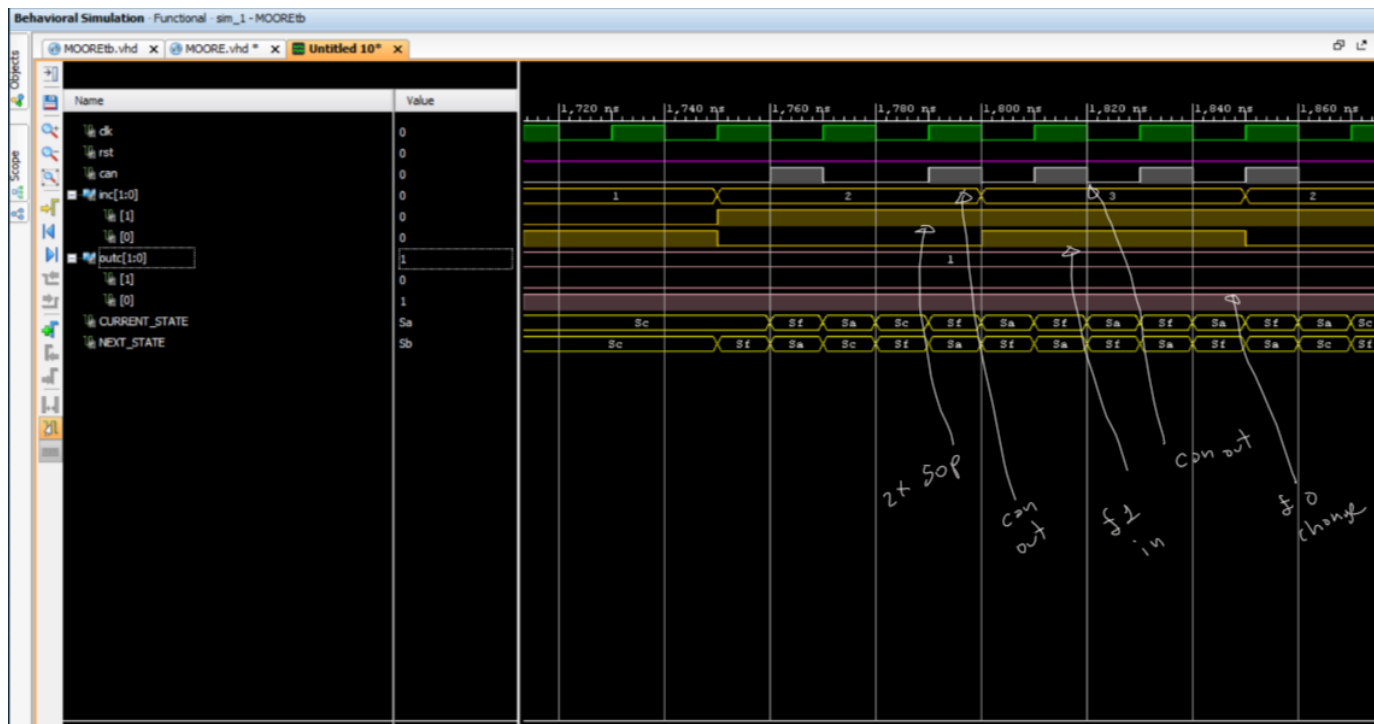 Behavioral Simulation - Functional - sim_1 - MOOREtb
Objects
Scope
MOOREtb.vhd
MOORE.vhd *
Untitled 10*
Name
Value
1,720 ns
1,740 ns
1,760 ns
1,780 ns
1,800 ns
1,820 ns
1,840 ns
1,860 ns
clk 0
rst 0
can 0
inc[1:0] 0 1 2 3 2
[1] 0
[0] 0
outc[1:0] 1 1
[1] 0
[0] 1
CURRENT_STATE Sa Sc Sf Sa Sc Sf Sa Sf Sa Sf Sa Sf Sa Sc
NEXT_STATE Sb Sc Sf Sa Sc Sf Sa Sf Sa Sf Sa Sf Sa Sc Sf
2x 50p
can
out
£1
in
can out
£0
change